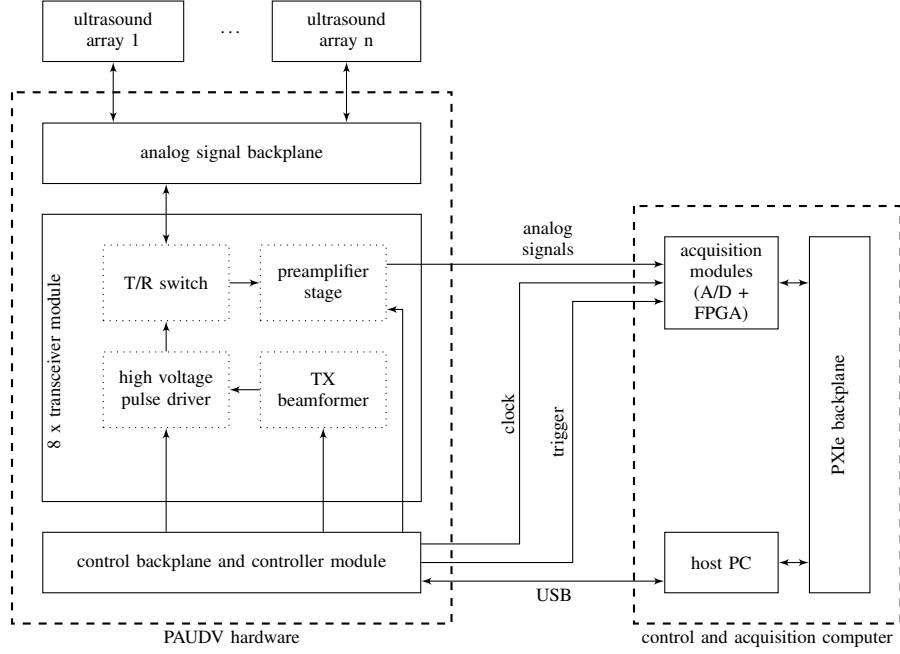 ultrasound
array 1
...
ultrasound
array n
analog signal backplane
8 x transceiver module
T/R switch
preamplifier
stage
high voltage
pulse driver
TX
beamformer
control backplane and controller module
PAUDV hardware
analog
signals
clock
trigger
USB
acquisition
modules
(A/D +
FPGA)
PXIe backplane
host PC
control and acquisition computer